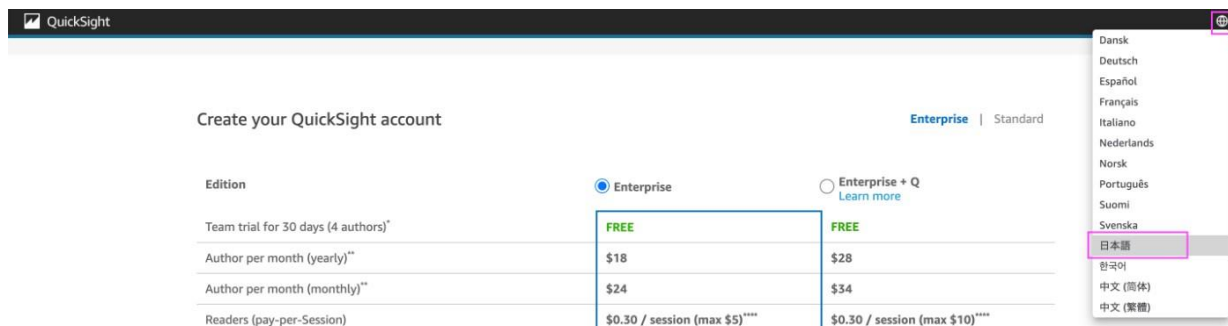 QuickSight
Create your QuickSight account
Enterprise | Standard
Edition Enterprise Enterprise + Q
Learn more
Team trial for 30 days (4 authors)* FREE FREE
Author per month (yearly)** $18 $28
Author per month (monthly)** $24 $34
Readers (pay-per-Session) $0.30 / session (max $5)**** $0.30 / session (max $10)****
Dansk
Deutsch
Español
Français
Italiano
Nederlands
Norsk
Português
Suomi
Svenska
日本語
한국어
中文 (简体)
中文 (繁體)